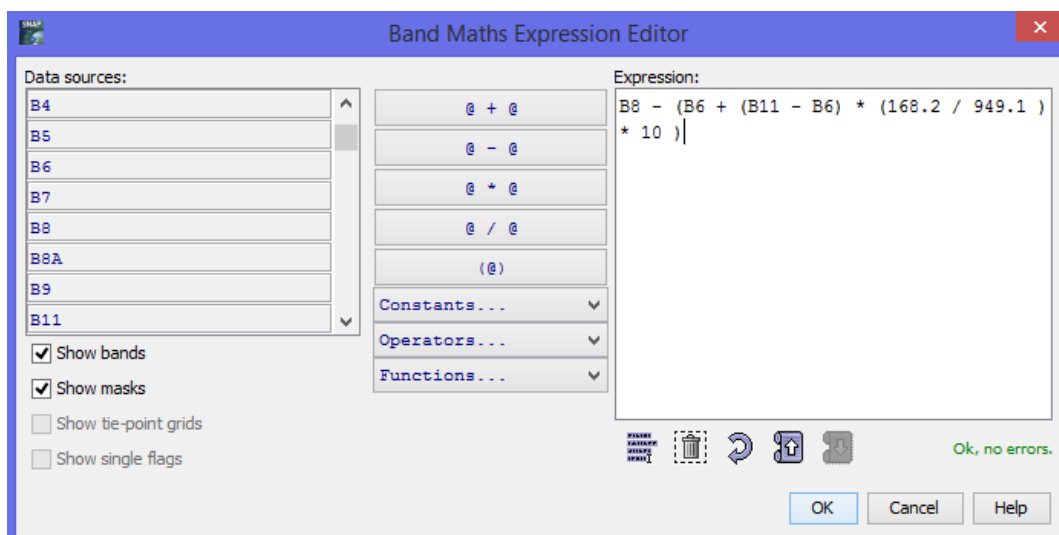 SNAP
Band Maths Expression Editor
Data sources:
B4
B5
B6
B7
B8
B8A
B9
B11
Show bands
Show masks
Show tie-point grids
Show single flags
@ + @
@ - @
@ * @
@ / @
(@)
Constants...
Operators...
Functions...
Expression:
B8 - (B6 + (B11 - B6) * (168.2 / 949.1 )
* 10 )
Ok, no errors.
OK
Cancel
Help